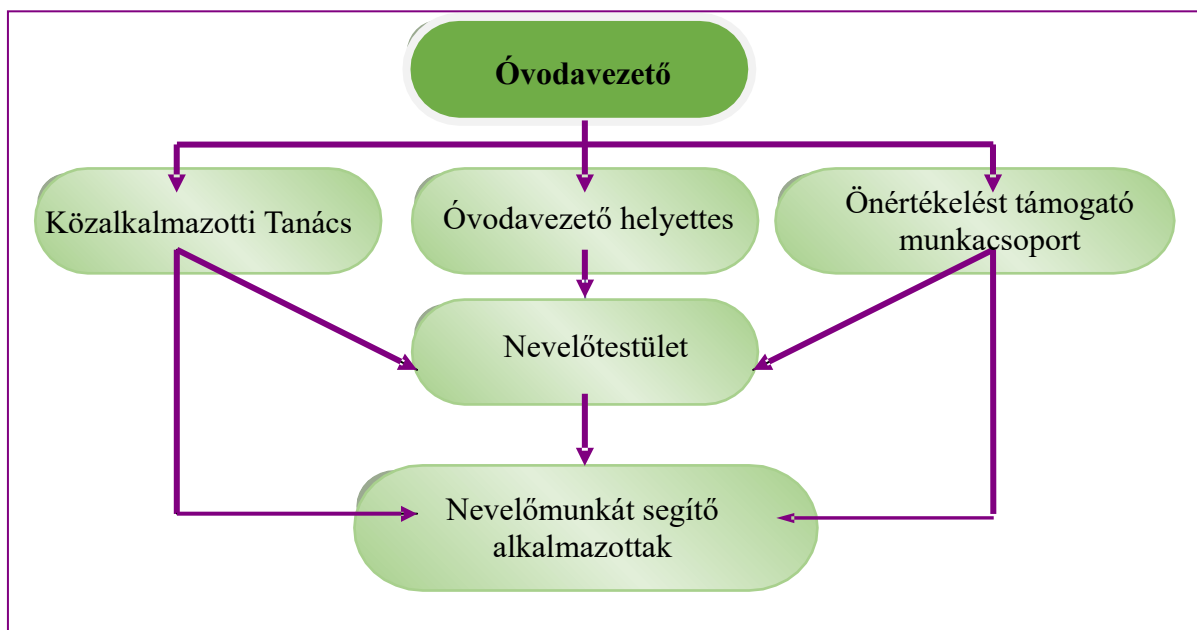 Óvodavezető
Közalkalmazotti Tanács
Óvodavezető helyettes
Önértékelést támogató
munkacsoport
Nevelőtestület
Nevelőmunkát segítő
alkalmazottak